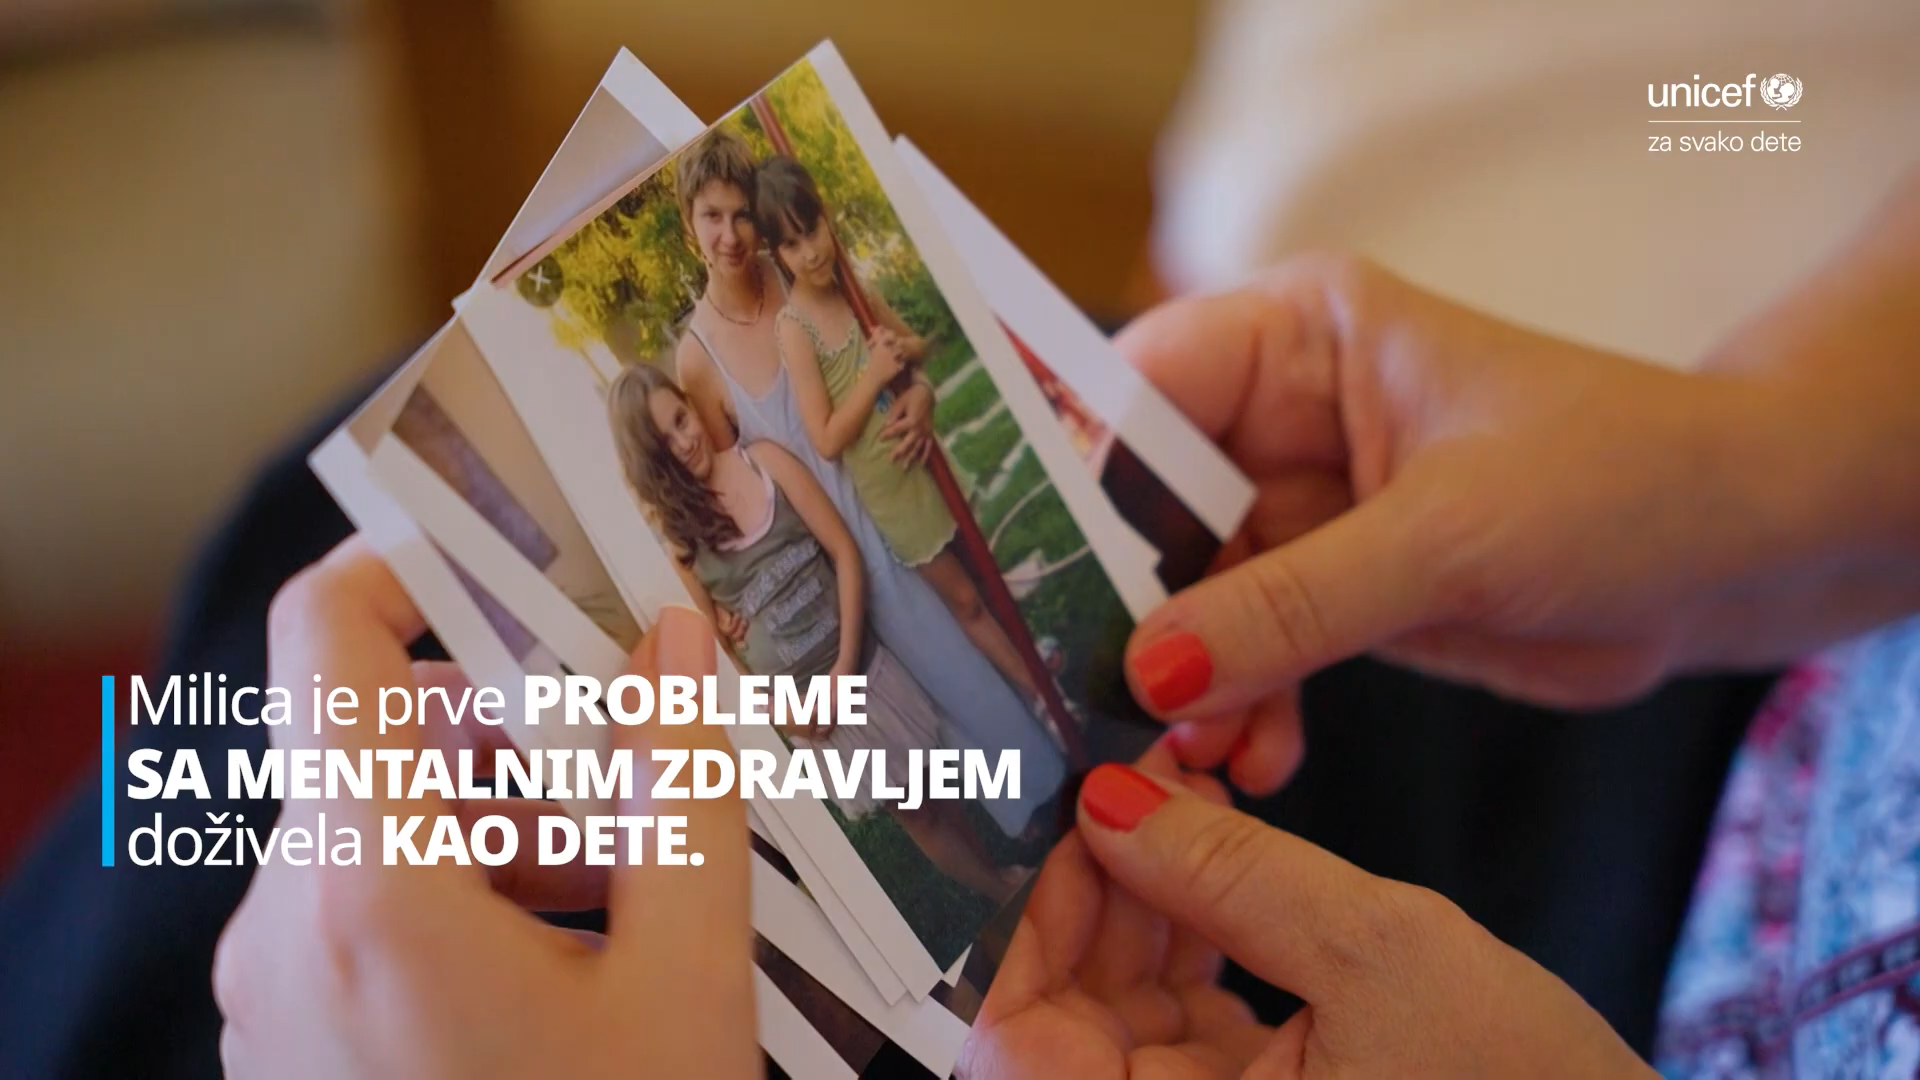 unicef
za svako dete
Milica je prve PROBLEME
SA MENTALNIM ZDRAVLJEM
doživela KAO DETE.